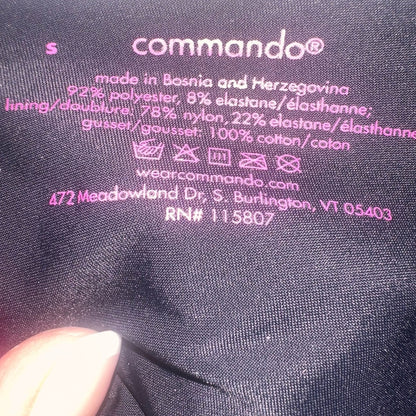 s
commando®
made in Bosnia and Herzegovina
92% polyester, 8% elastane/élasthanne;
lining/doublure: 78% nylon, 22% elastane/élasthanne
gusset/gousset: 100% cotton/coton
wearcommando.com
472 Meadowland Dr, S. Burlington, VT 05403
RN# 115807